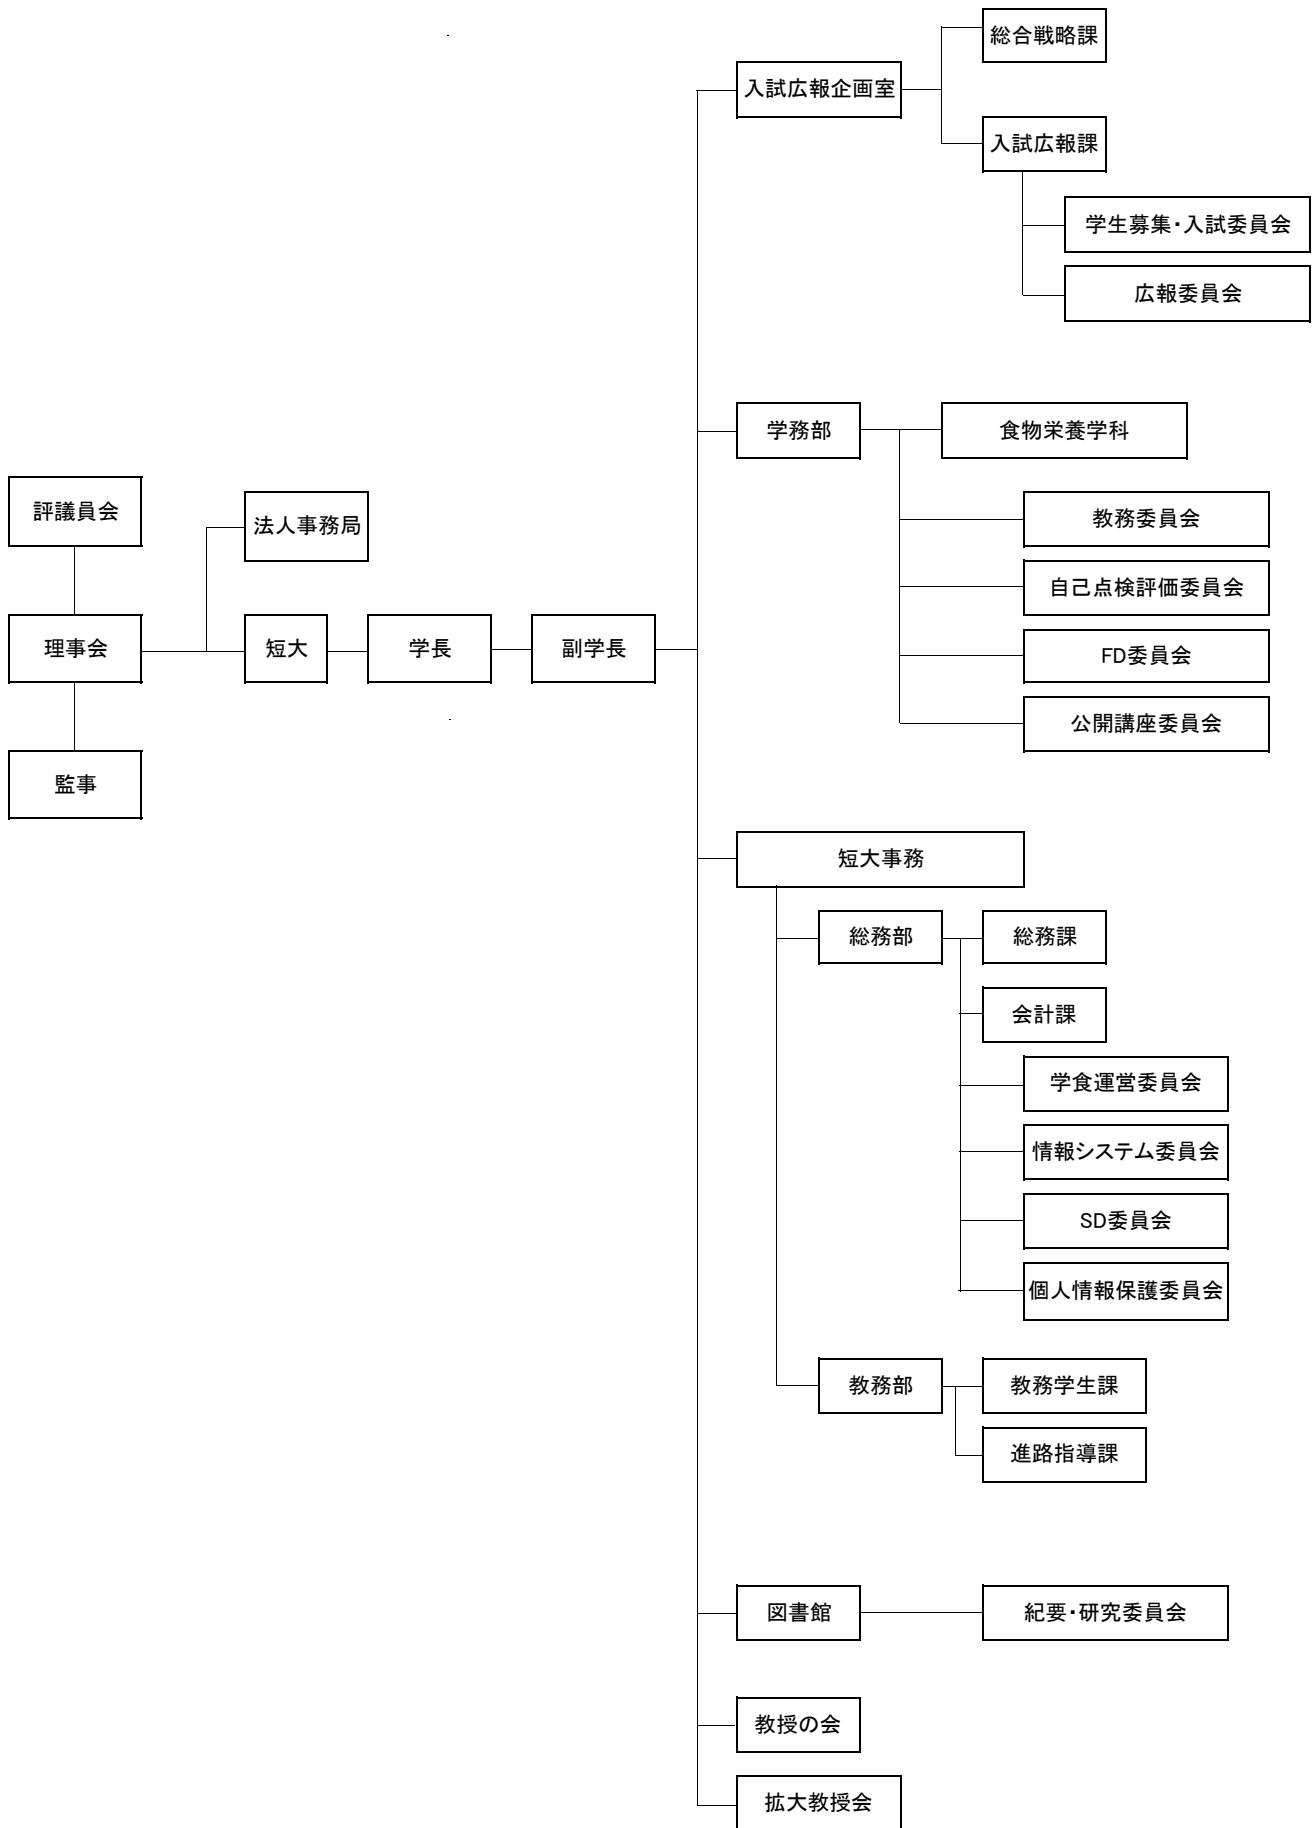 総合戦略課
入試広報企画室
入試広報課
学生募集・入試委員会
広報委員会
学務部
食物栄養学科
評議員会
法人事務局
教務委員会
自己点検評価委員会
理事会
短大
学長
副学長
FD委員会
公開講座委員会
監事
短大事務
総務部
総務課
会計課
学食運営委員会
情報システム委員会
SD委員会
個人情報保護委員会
教務部
教務学生課
進路指導課
図書館
紀要・研究委員会
教授の会
拡大教授会